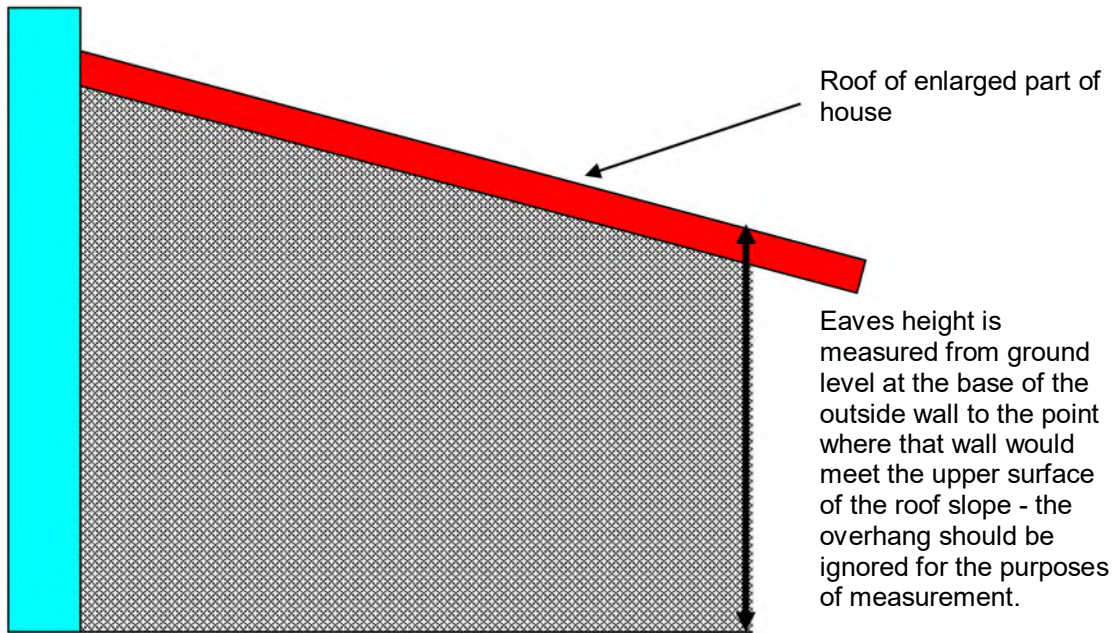 Roof of enlarged part of
house
Eaves height is
measured from ground
level at the base of the
outside wall to the point
where that wall would
meet the upper surface
of the roof slope - the
overhang should be
ignored for the purposes
of measurement.